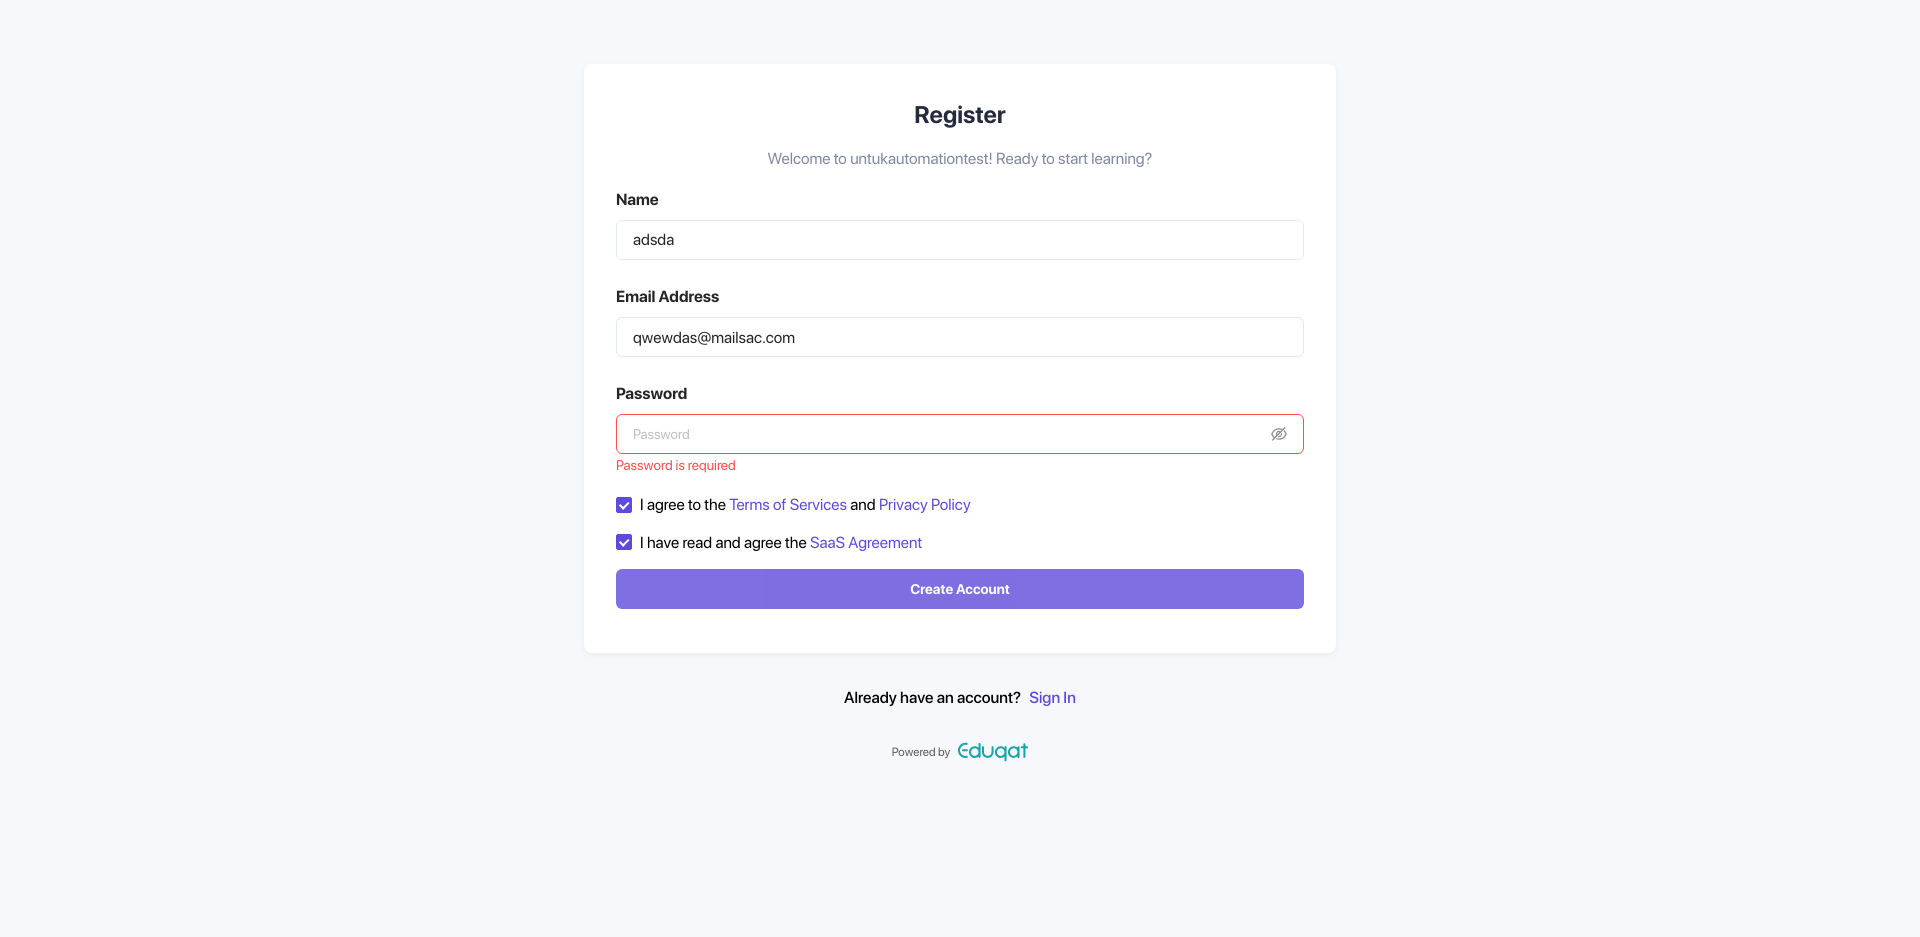 Register
Welcome to untukautomationtest! Ready to start learning?
Name
adsda
Email Address
qwewdas@mailsac.com
Password
Password
Password is required
I agree to the Terms of Services and Privacy Policy
I have read and agree the SaaS Agreement
Create Account
Already have an account? Sign In
Powered by Eduqat